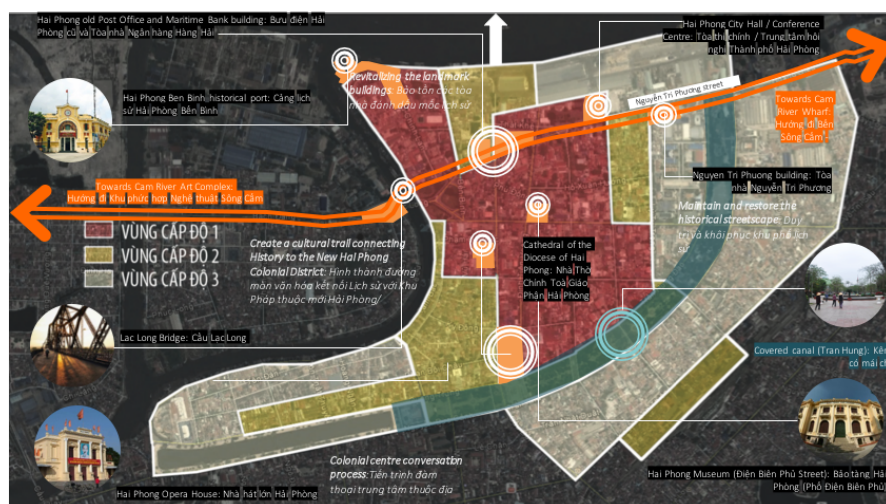 Hai Phong old Post Office and Maritime Bank building: Bưu điện Hải
Phòng cũ và Tòa nhà Ngân hàng Hàng Hải
Hai Phong City Hall / Conference
Centre: Tòa thị chính / Trung tâm hội
nghị Thành phố Hải Phòng
Revitalizing the landmark
buildings: Bảo tồn các tòa
nhà đánh dấu mốc lịch sử
Hai Phong Ben Binh historical port: Cảng lịch
sử Hải Phòng Bến Bính
Nguyễn Tri Phương street
Towards Cam
River Wharf:
Hướng đi Bến
Sông Cấm
Nguyen Tri Phuong building: Tòa
nhà Nguyễn Tri Phương
Towards Cam River Art Complex:
Hướng đi Khu phức hợp Nghệ thuật Sông Cấm
VÙNG CẤP ĐỘ 1
VÙNG CẤP ĐỘ 2
VÙNG CẤP ĐỘ 3
Create a cultural trail connecting
History to the New Hai Phong
Colonial District: Hình thành đường
mòn văn hóa kết nối Lịch sử với Khu
Pháp thuộc mới Hải Phòng/
Maintain and restore the
historical streetscape: Duy
trì và khôi phục khu phố lịch
sử
Cathedral of the
Diocese of Hai
Phong: Nhà Thờ
Chính Toà Giáo
Phận Hải Phòng
Lac Long Bridge: Cầu Lạc Long
Covered canal (Tran Hung): Kên
có mái ch
Colonial centre conversation
process: Tiến trình đàm
thoại trung tâm thuộc địa
Hai Phong Museum (Điện Biên Phủ Street): Bảo tàng Hải
Phòng (Phố Điện Biên Phủ)
Hai Phong Opera House: Nhà hát lớn Hải Phòng